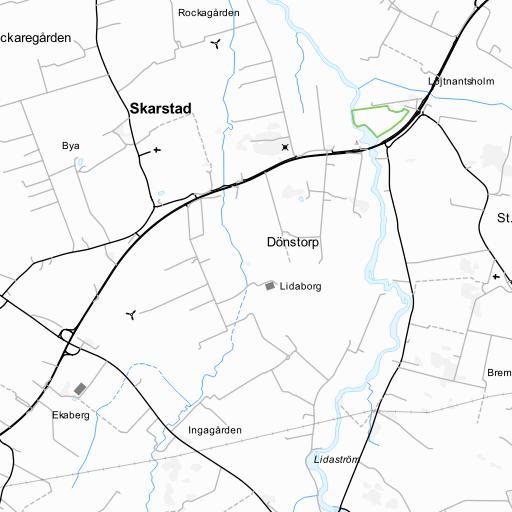 Rockagården
ckaregården
Löjtnantsholm
Skarstad
Bya
St.
Dönstorp
Lidaborg
Brem
Ekaberg
Ingagården
Lidaström